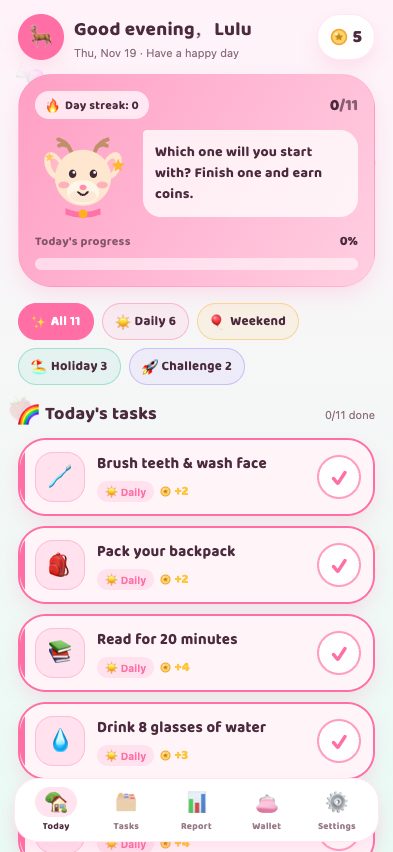 Good evening， Lulu
Thu, Nov 19 · Have a happy day
5
Day streak: 0
0/11
Which one will you start
with? Finish one and earn
coins.
Today's progress
0%
All 11
Daily 6
Weekend
Holiday 3
Challenge 2
Today's tasks
0/11 done
Brush teeth & wash face
Daily
+2
Pack your backpack
Daily
+2
Read for 20 minutes
Daily
+4
Drink 8 glasses of water
Daily
+3
Today
Tasks
Report
Wallet
Settings